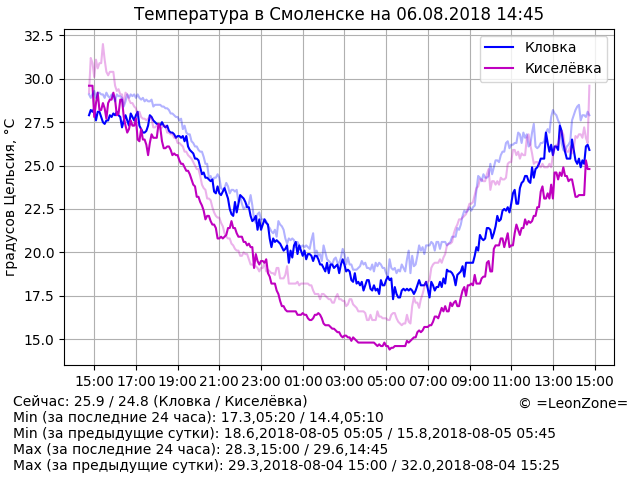 Температура в Смоленске на 06.08.2018 14:45
Кловка
Киселёвка
градусов Цельсия, °C
32.5
30.0
27.5
25.0
22.5
20.0
17.5
15.0
15:00 17:00 19:00 21:00 23:00 01:00 03:00 05:00 07:00 09:00 11:00 13:00 15:00
Сейчас: 25.9 / 24.8 (Кловка / Киселёвка)
© =LeonZone=
Min (за последние 24 часа): 17.3,05:20 / 14.4,05:10
Min (за предыдущие сутки): 18.6,2018-08-05 05:05 / 15.8,2018-08-05 05:45
Max (за последние 24 часа): 28.3,15:00 / 29.6,14:45
Max (за предыдущие сутки): 29.3,2018-08-04 15:00 / 32.0,2018-08-04 15:25